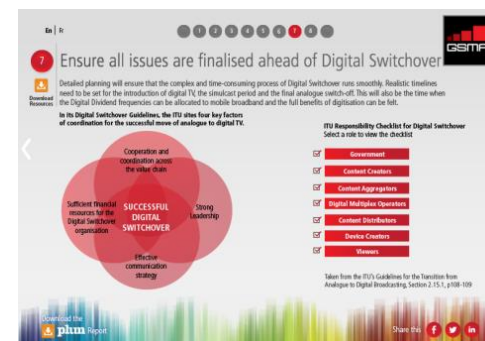 En | Fr
1 2 3 4 5 6 7 8
GSMA
7 Ensure all issues are finalised ahead of Digital Switchover
Download
Resources
Detailed planning will ensure that the complex and time-consuming process of Digital Switchover runs smoothly. Realistic timelines
need to be set for the introduction of digital TV, the simulcast period and the final analogue switch-off. This will also be the time when
the Digital Dividend frequencies can be allocated to mobile broadband and the full benefits of digitisation can be felt.
In its Digital Switchover Guidelines, the ITU sites four key factors
of coordination for the successful move of analogue to digital TV.
Cooperation and
coordination across
the value chain
Sufficient financial
resources for the
Digital Switchover
organisation
SUCCESSFUL
DIGITAL
SWITCHOVER
Strong
Leadership
Effective
communication
strategy
ITU Responsibility Checklist for Digital Switchover
Select a role to view the checklist
Government
Content Creators
Content Aggregators
Digital Multiplex Operators
Content Distributors
Device Creators
Viewers
Taken from the ITU's Guidelines for the Transition from
Analogue to Digital Broadcasting, Section 2.15.1, p108-109
Download the
plum Report
Share this f in